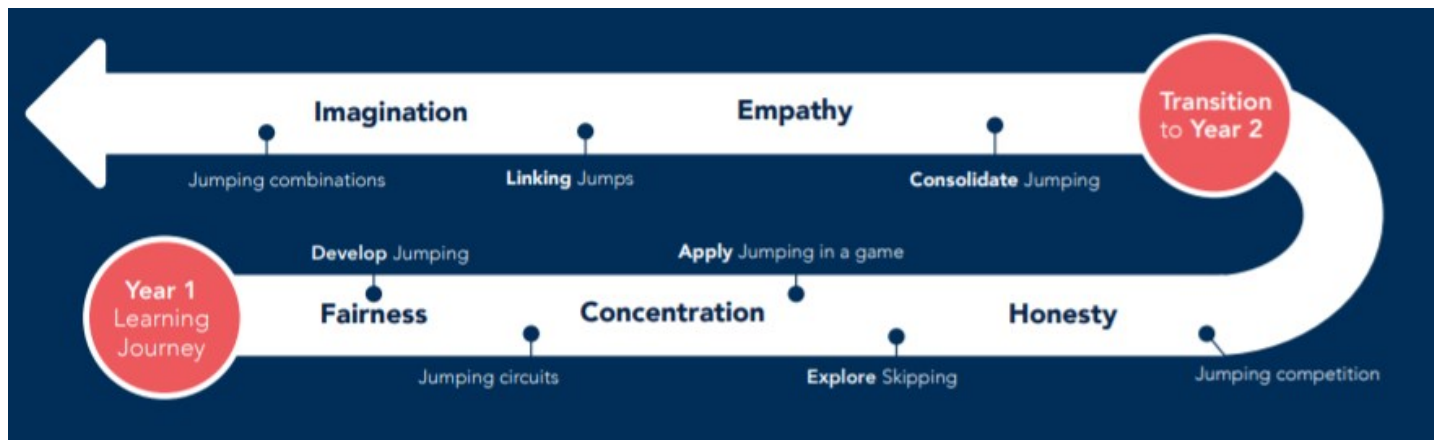 Imagination
Empathy
Transition
to Year 2
Jumping combinations
Linking Jumps
Consolidate Jumping
Develop Jumping
Apply Jumping in a game
Year 1
Learning
Journey
Fairness
Concentration
Honesty
Jumping circuits
Explore Skipping
Jumping competition